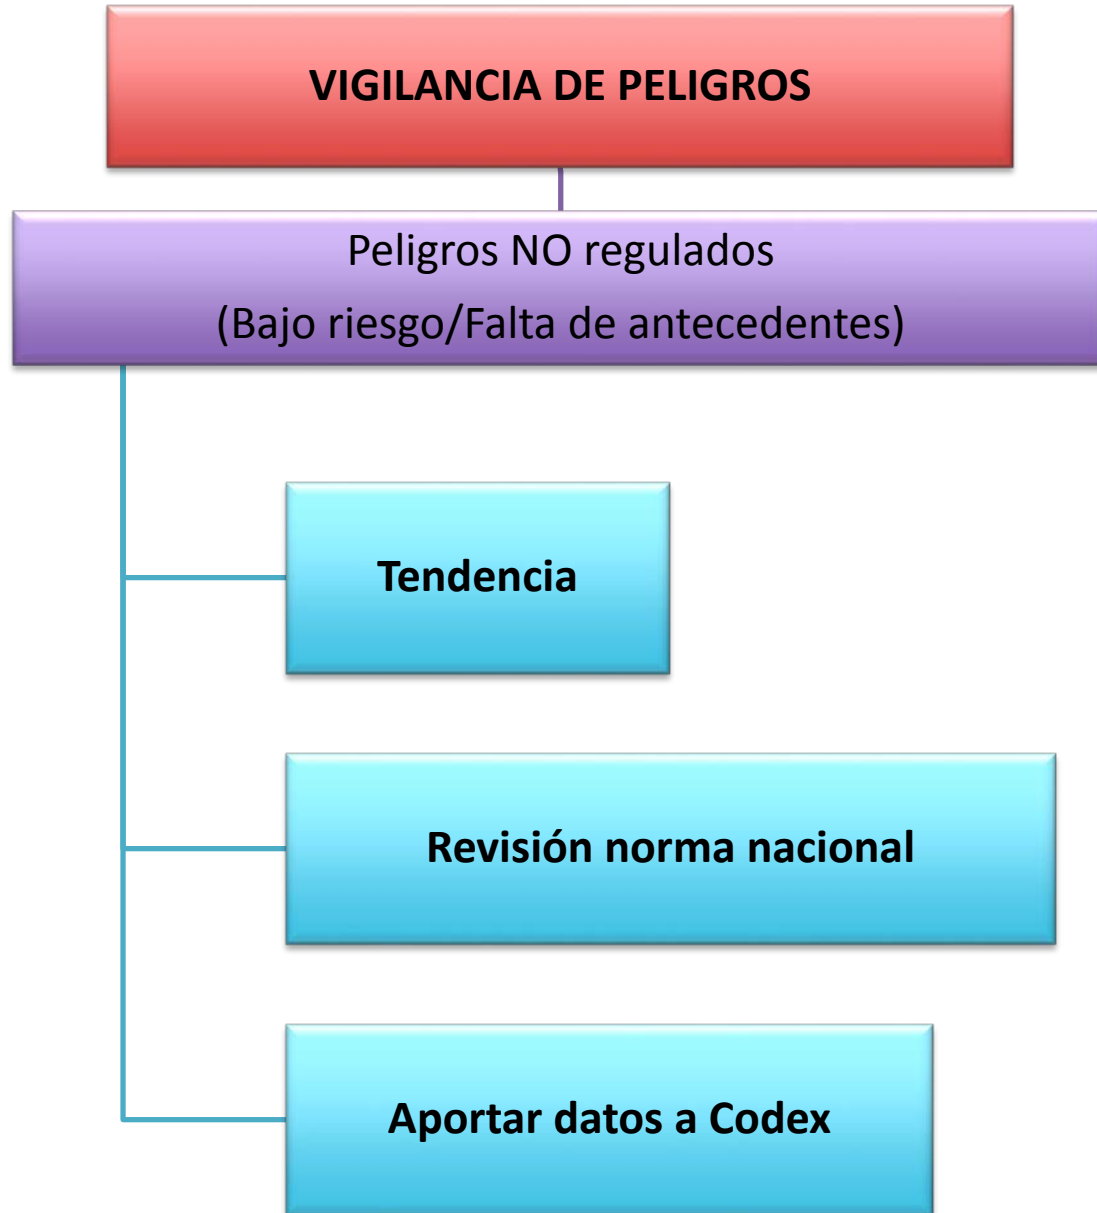 VIGILANCIA DE PELIGROS
Peligros NO regulados
(Bajo riesgo/Falta de antecedentes)
Tendencia
Revisión norma nacional
Aportar datos a Codex